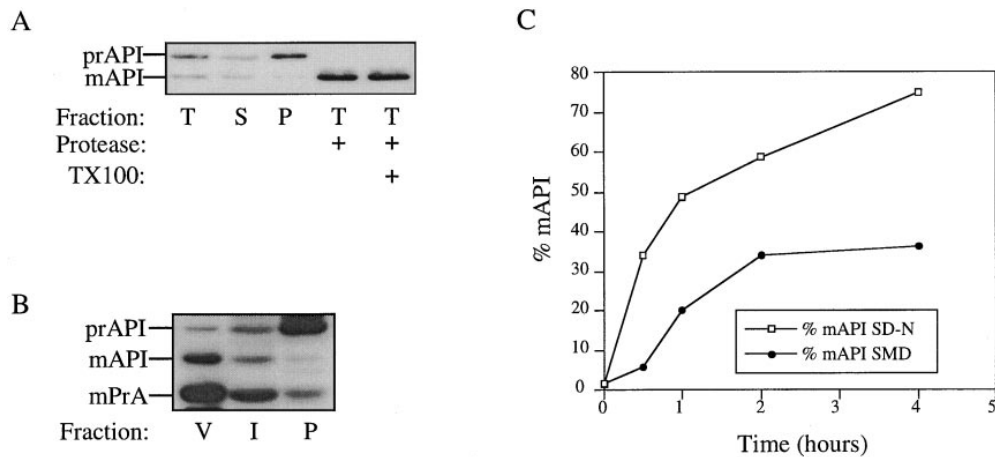 A
prAPI
mAPI
Fraction: T S P T T
Protease: + +
TX100: +
B
prAPI
mAPI
mPrA
Fraction: V I P
C
80
70
60
50
40
30
20
10
0
% mAPI
% mAPI SD-N
% mAPI SMD
0 1 2 3 4 5
Time (hours)